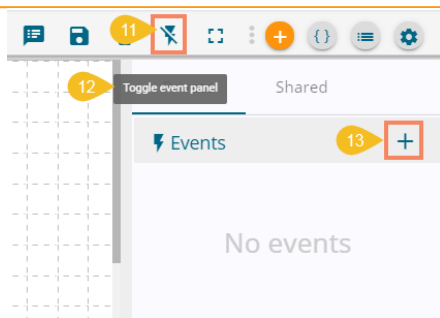 11
{ }
12
Toggle event panel
Shared
Events
13
No events